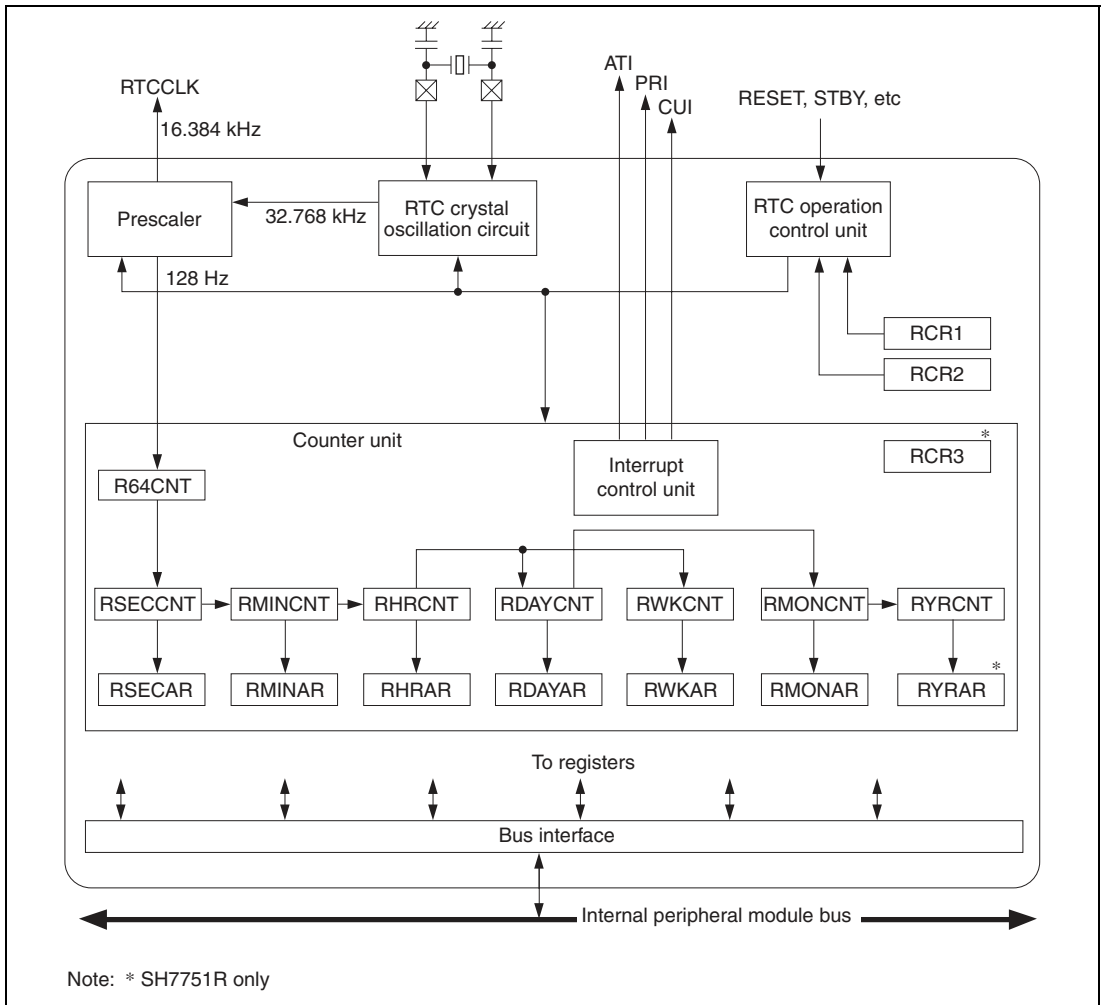 ATI
PRI
CUI
RTCCLK
16.384 kHz
RESET, STBY, etc
Prescaler
32.768 kHz
RTC crystal
oscillation circuit
RTC operation
control unit
128 Hz
RCR1
RCR2
Counter unit
Interrupt
control unit
*
RCR3
R64CNT
RSECCNT
RMINCNT
RHRCNT
RDAYCNT
RWKCNT
RMONCNT
RYRCNT
RSECAR
RMINAR
RHRAR
RDAYAR
RWKAR
RMONAR
*
RYRAR
To registers
Bus interface
Internal peripheral module bus
Note: * SH7751R only